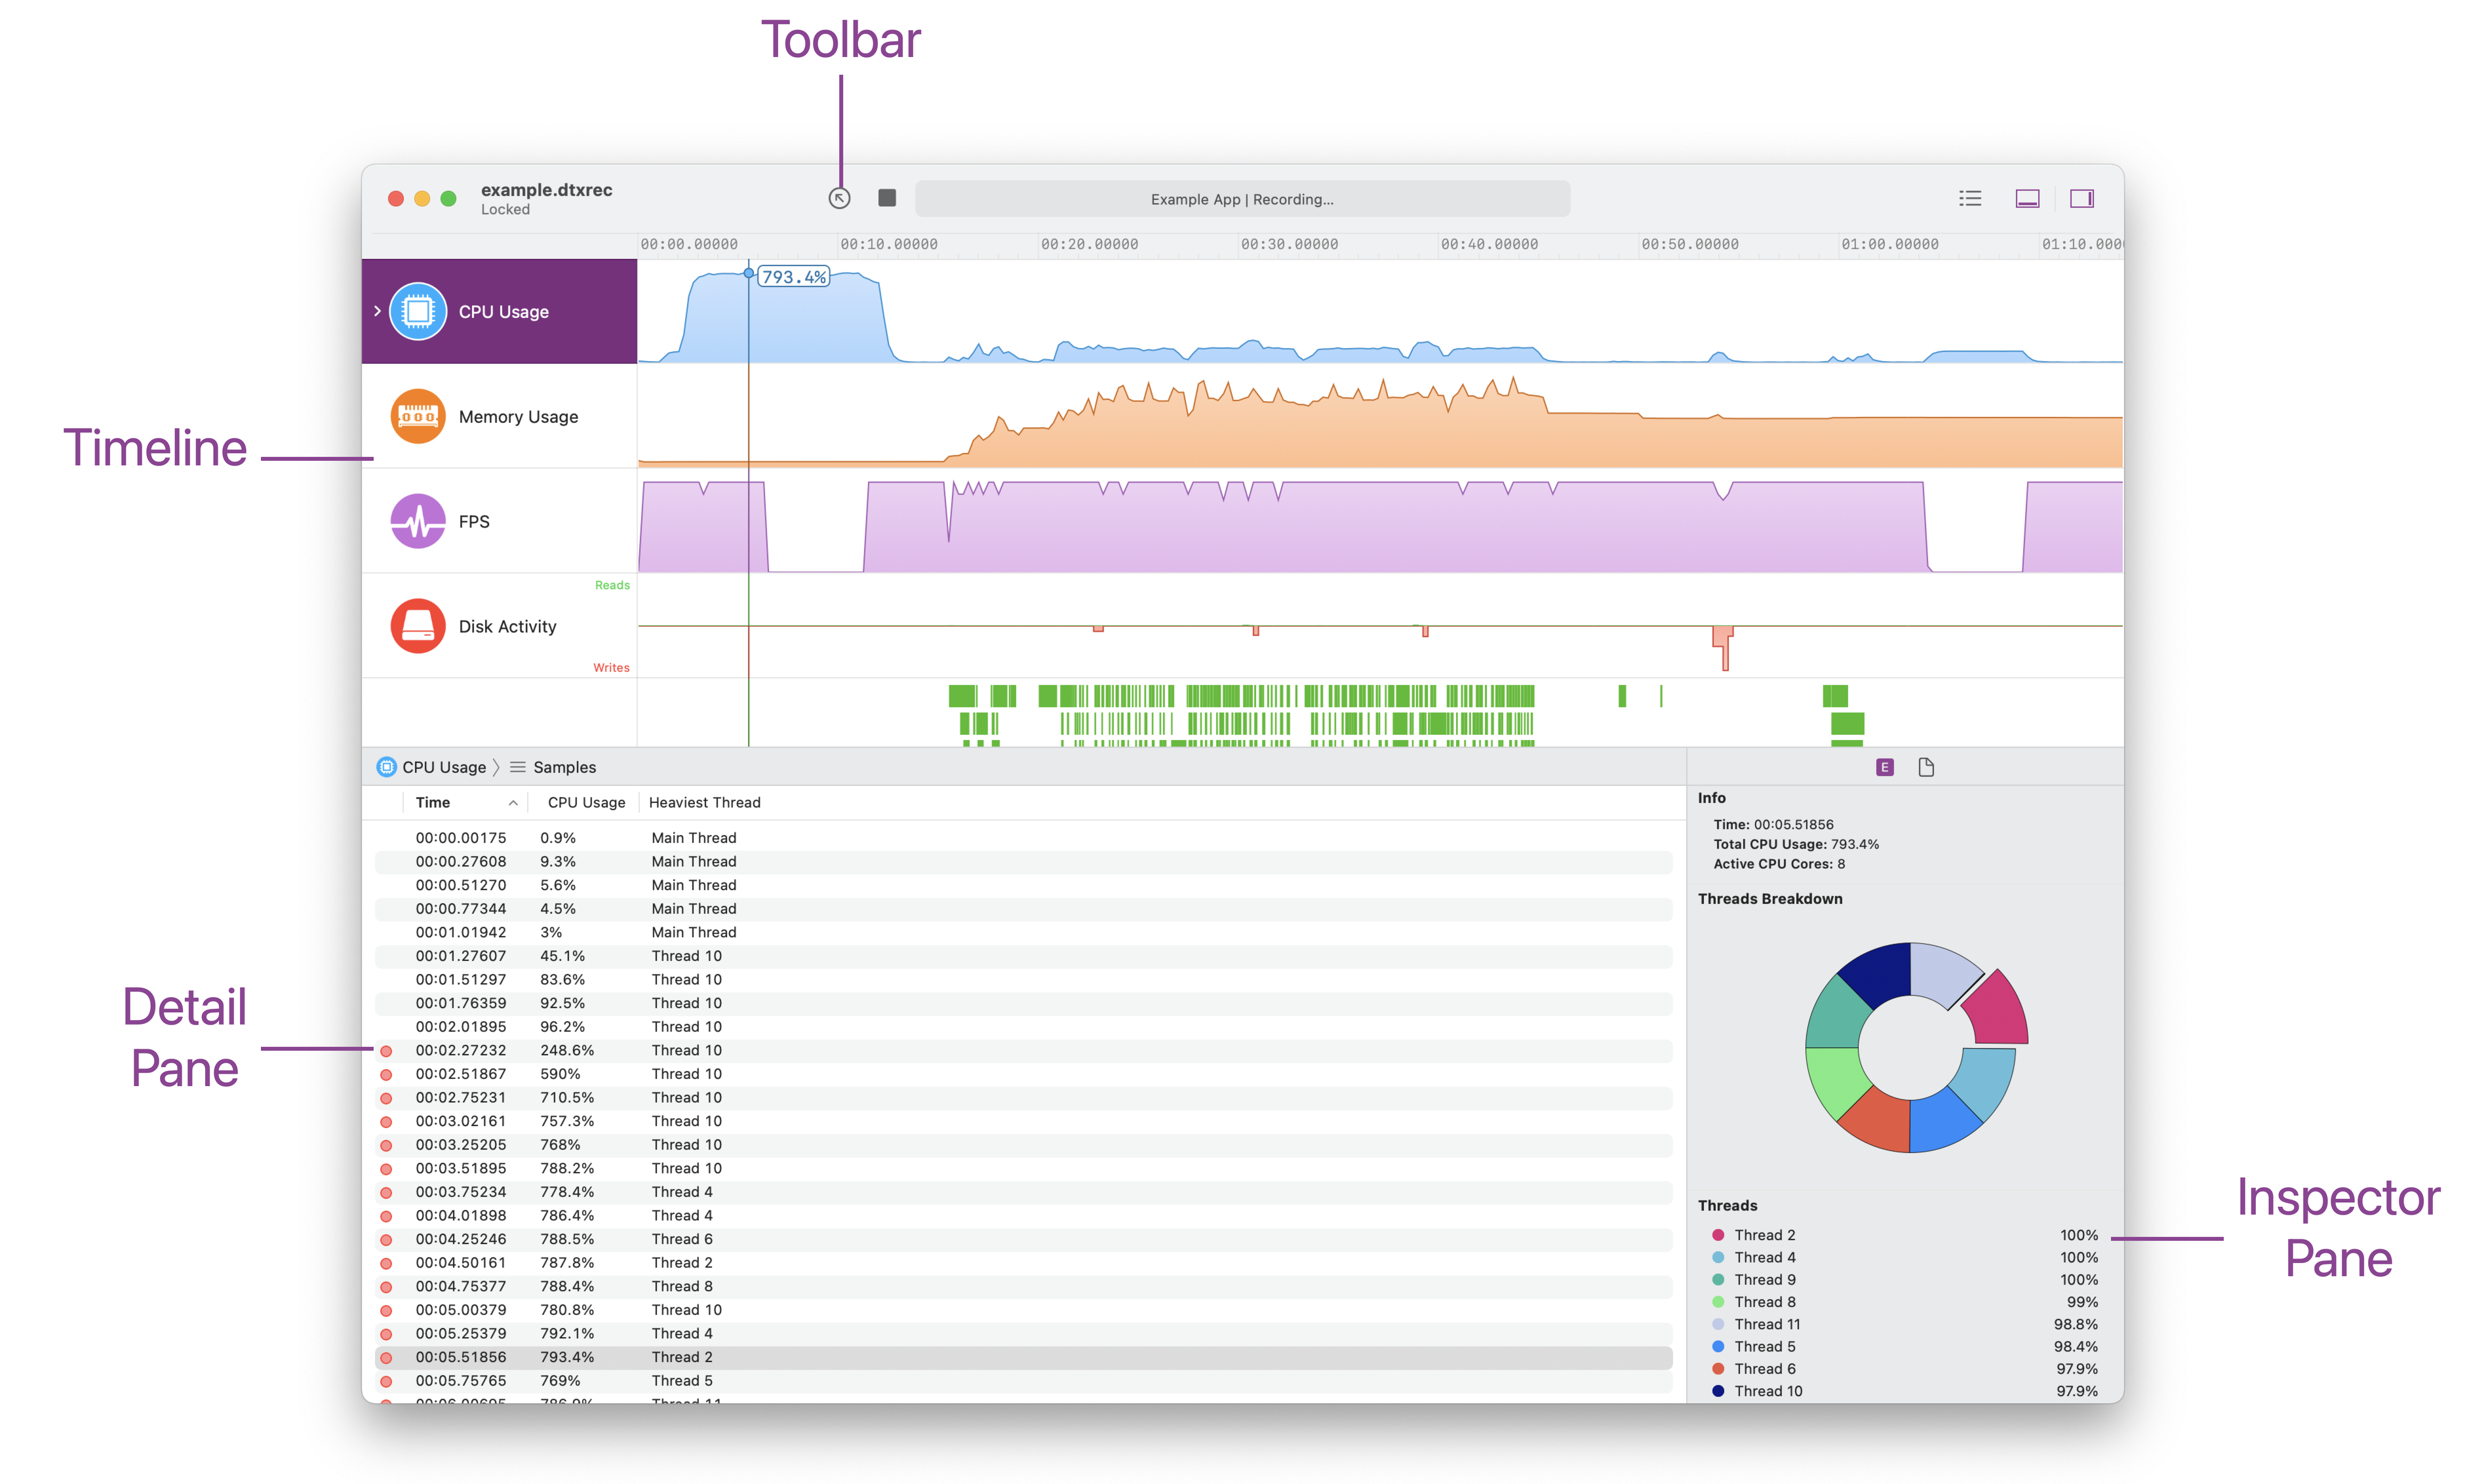 Toolbar
example.dtxrec
Locked
Example App | Recording...
00:00.00000 00:10.00000 00:20.00000 00:30.00000 00:40.00000 00:50.00000 01:00.00000 01:10.0000
793.4%
CPU Usage
Memory Usage
Timeline
FPS
Reads
Disk Activity
Writes
CPU Usage Samples
E
Time CPU Usage Heaviest Thread
00:00.00175 0.9% Main Thread
00:00.27608 9.3% Main Thread
00:00.51270 5.6% Main Thread
00:00.77344 4.5% Main Thread
00:01.01942 3% Main Thread
00:01.27607 45.1% Thread 10
00:01.51297 83.6% Thread 10
00:01.76359 92.5% Thread 10
00:02.01895 96.2% Thread 10
00:02.27232 248.6% Thread 10
00:02.51867 590% Thread 10
00:02.75231 710.5% Thread 10
00:03.02161 757.3% Thread 10
00:03.25205 768% Thread 10
00:03.51895 788.2% Thread 10
00:03.75234 778.4% Thread 4
00:04.01898 786.4% Thread 4
00:04.25246 788.5% Thread 6
00:04.50161 787.8% Thread 2
00:04.75377 788.4% Thread 8
00:05.00379 780.8% Thread 10
00:05.25379 792.1% Thread 4
00:05.51856 793.4% Thread 2
00:05.75765 769% Thread 5
Detail
Pane
Info
Time: 00:05.51856
Total CPU Usage: 793.4%
Active CPU Cores: 8
Threads Breakdown
Threads
Thread 2 100%
Thread 4 100%
Thread 9 100%
Thread 8 99%
Thread 11 98.8%
Thread 5 98.4%
Thread 6 97.9%
Thread 10 97.9%
Inspector
Pane